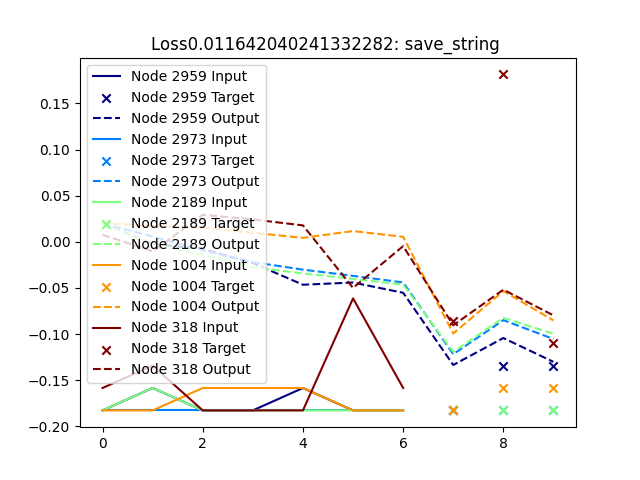 Loss0.011642040241332282: save_string
Node 2959 Input
Node 2959 Target
Node 2959 Output
Node 2973 Input
Node 2973 Target
Node 2973 Output
Node 2189 Input
Node 2189 Target
Node 2189 Output
Node 1004 Input
Node 1004 Target
Node 1004 Output
Node 318 Input
Node 318 Target
Node 318 Output
0.15
0.10
0.05
0.00
−0.05
−0.10
−0.15
−0.20
0 2 4 6 8